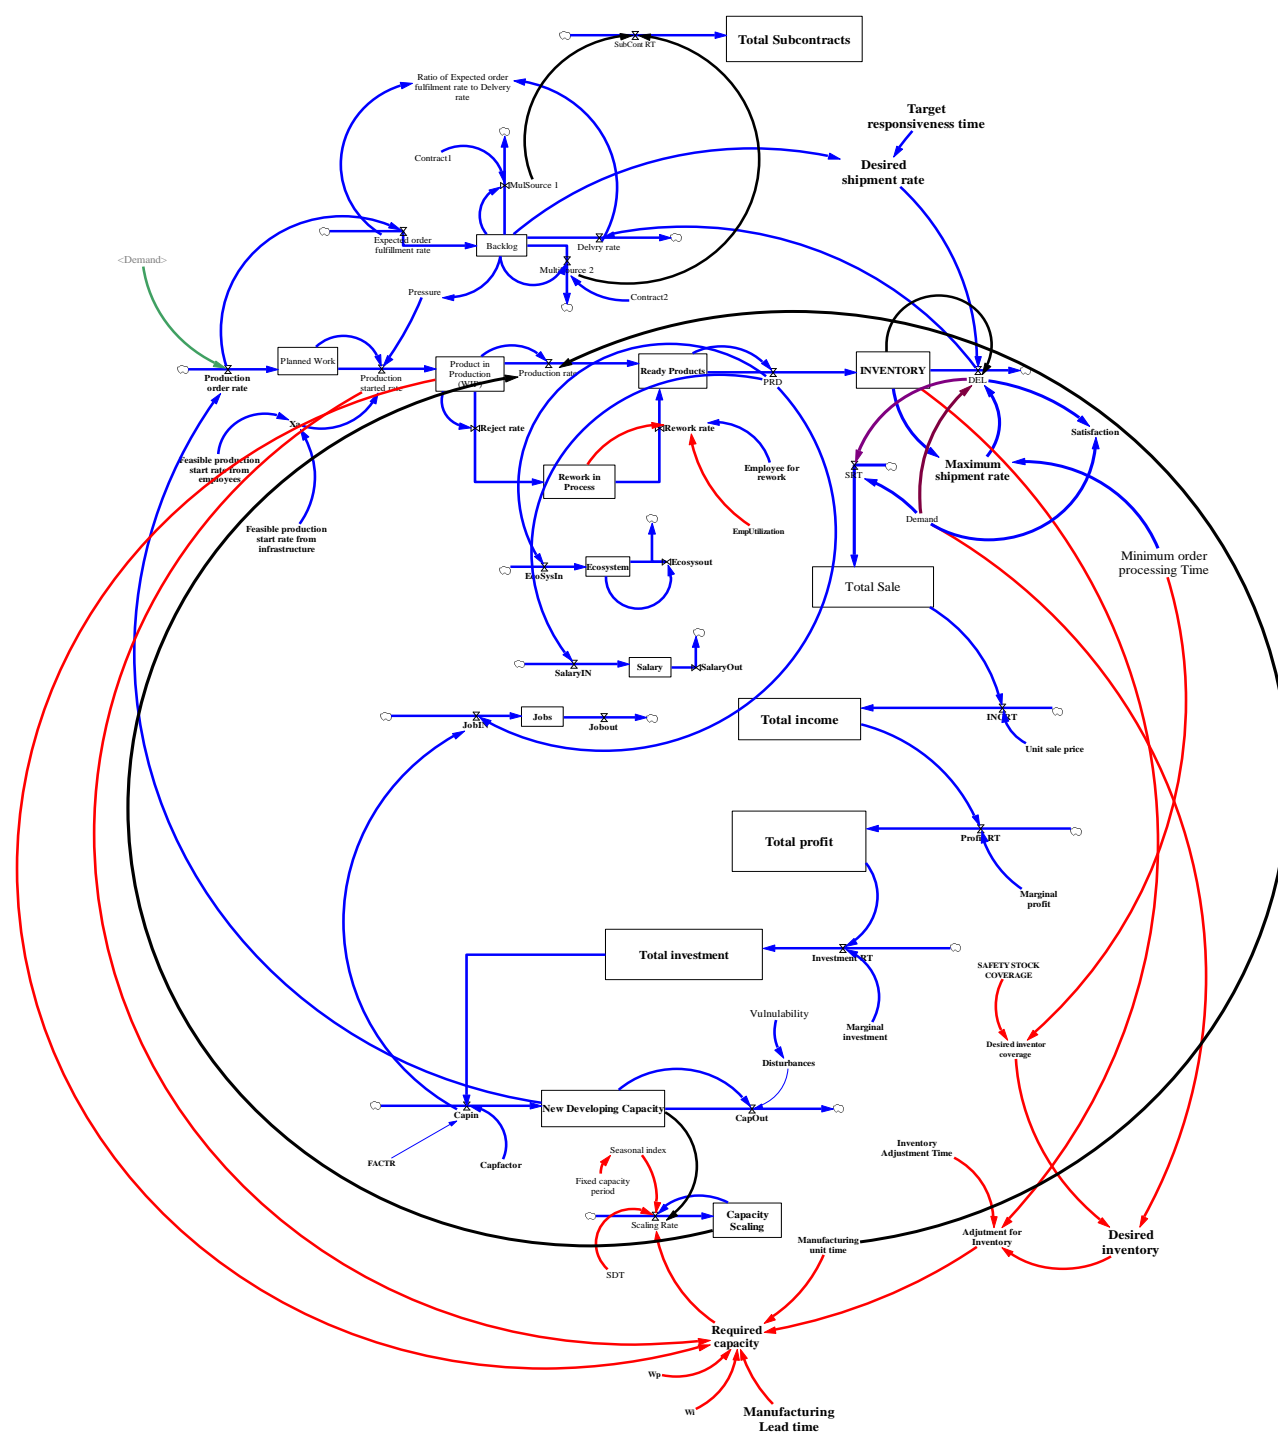 SubCont RT
Total Subcontracts
Ratio of Expected order
fulfilment rate to Delvery
rate
Target
responsiveness time
Contract1
Desired
shipment rate
MulSource 1
Expected order
fulfillment rate
Backlog
Delvry rate
<Demand>
Multisource 2
Pressure
Contract2
Planned Work
Product in
Production
(WIP)
Ready Products
INVENTORY
Production
order rate
Production
started rate
Production rate
PRD
DEL
Xa
Reject rate
Rework rate
Satisfaction
Feasible production
start rate from
employees
Rework in
Process
Employee for
rework
SRT
Maximum
shipment rate
Feasible production
start rate from
infrastructure
EmpUtilization
Demand
Minimum order
processing Time
EcoSysIn
Ecosystem
Ecosysout
Total Sale
SalaryIN
Salary
SalaryOut
JobIN
Jobs
Jobout
Total income
INCRT
Unit sale price
Total profit
Profit RT
Marginal
profit
Total investment
Investment RT
SAFETY STOCK
COVERAGE
Vulnulability
Marginal
investment
Disturbances
Desired inventor
coverage
Capin
New Developing Capacity
CapOut
FACTR
Capfactor
Seasonal index
Inventory
Adjustment Time
Fixed capacity
period
Scaling Rate
Capacity
Scaling
Manufacturing
unit time
Adjutment for
Inventory
Desired
inventory
SDT
Required
capacity
Wp
Wi
Manufacturing
Lead time